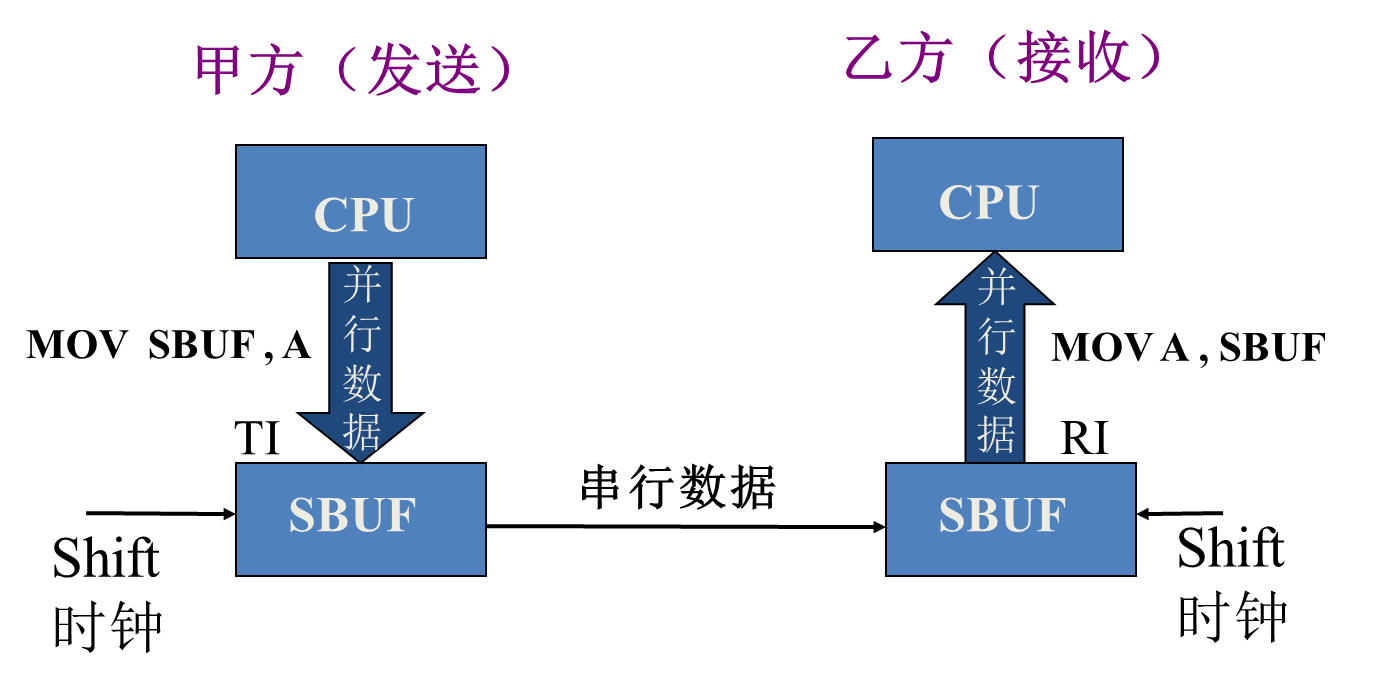 甲方（发送）
乙方（接收）
CPU
CPU
并行数据
并行数据
MOV SBUF , A
MOV A , SBUF
TI
RI
串行数据
SBUF
SBUF
Shift
时钟
Shift
时钟